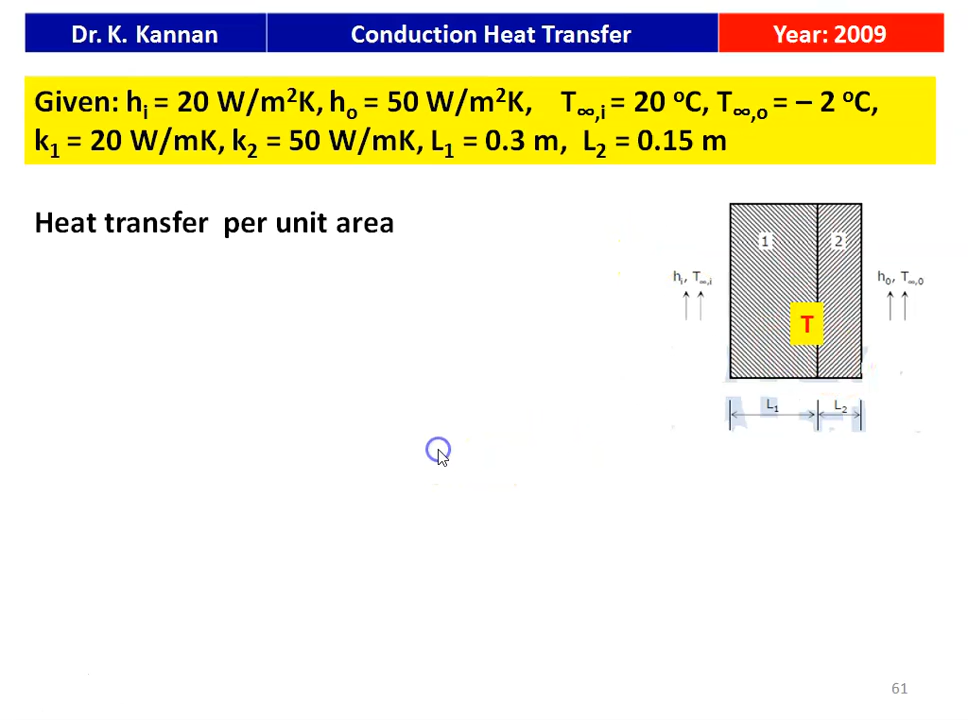 Dr. K. Kannan Conduction Heat Transfer Year: 2009
Given: hᵢ = 20 W/m²K, hₒ = 50 W/m²K, T∞,i = 20 ºC, T∞,o = – 2 ºC,
k₁ = 20 W/mK, k₂ = 50 W/mK, L₁ = 0.3 m, L₂ = 0.15 m
Heat transfer per unit area
1 2
hᵢ, T∞,i h₀, T∞,0
T
L₁ L₂
61